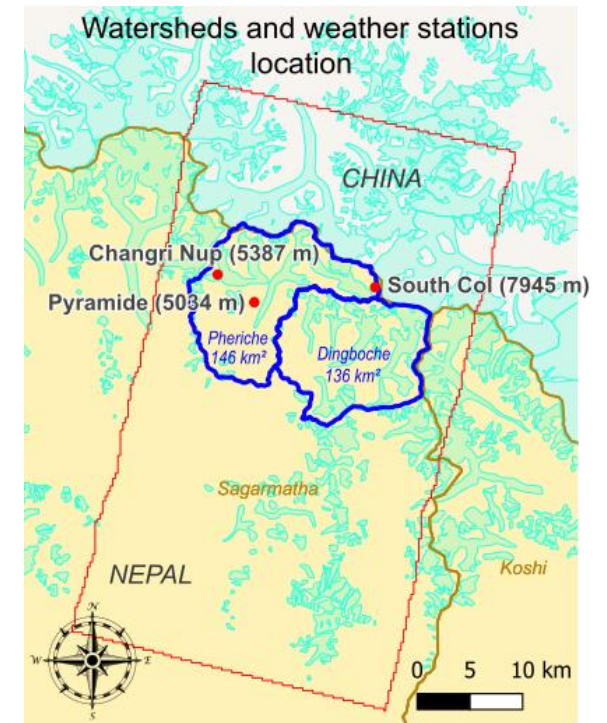 Watersheds and weather stations
location
CHINA
Changri Nup (5387 m)
South Col (7945 m)
Pyramide (5034 m)
Pheriche
146 km²
Dingboche
136 km²
Sagarmatha
Koshi
NEPAL
N
W E
S
0 5 10 km